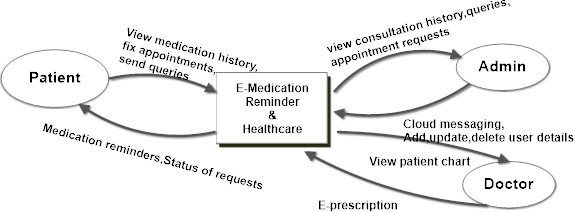 View medication history,
fix appointments,
send queries
view consultation history,queries,
appointment requests
Patient
E-Medication
Reminder
&
Healthcare
Admin
Medication reminders,Status of requests
Cloud messaging,
Add,update,delete user details
View patient chart
Doctor
E-prescription